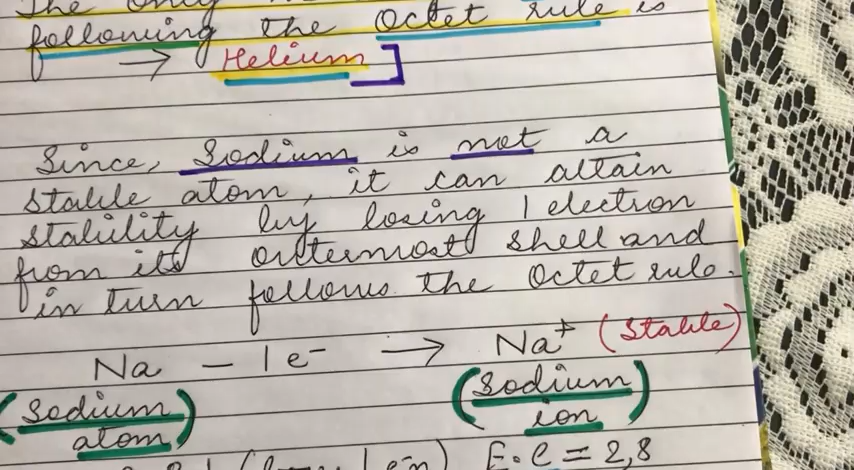 The only
following the Octet rule is
→ Helium]
Since, Sodium is not a
stable atom, it can attain
stability by losing 1 electron
from its outermost shell and
in turn follows the Octet rule.
Na – 1e⁻ → Na⁺ (Stable)
(Sodium atom) (Sodium ion)
E.C = 2,8